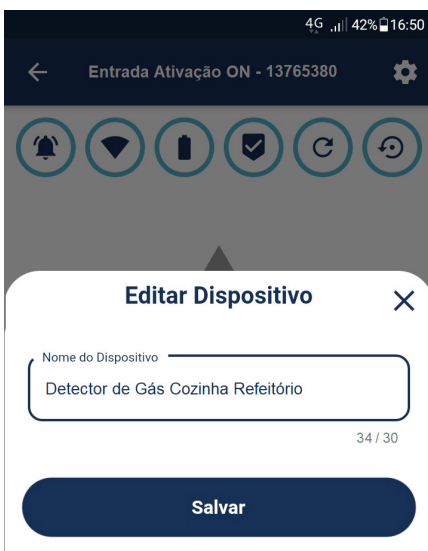 4G 42% 16:50
Entrada Ativação ON - 13765380
Editar Dispositivo
Nome do Dispositivo
Detector de Gás Cozinha Refeitório
34 / 30
Salvar